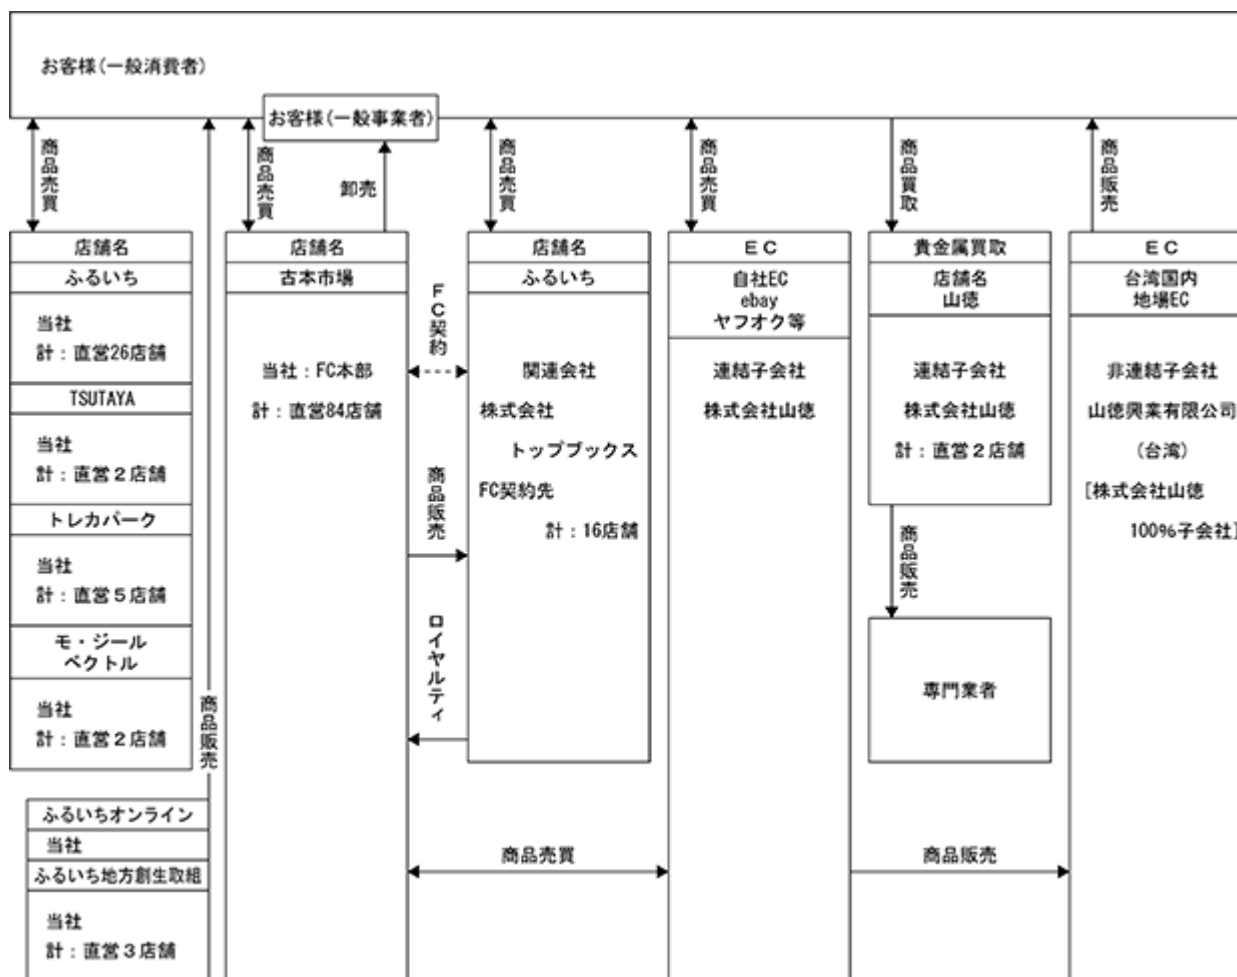 お客様(一般消費者)
お客様(一般事業者)
商品売買
商品売買
卸売
商品売買
商品売買
商品買取
商品販売
店舗名
ふるいち
当社
計：直営26店舗
TSUTAYA
当社
計：直営２店舗
トレカパーク
当社
計：直営５店舗
モ・ジール
ベクトル
当社
計：直営２店舗
商品販売
ふるいちオンライン
当社
ふるいち地方創生取組
当社
計：直営３店舗
店舗名
古本市場
当社：FC本部
計：直営84店舗
ＦＣ契約
商品販売
ロイヤルティ
店舗名
ふるいち
関連会社
株式会社
トップブックス
FC契約先
計：16店舗
商品売買
ＥＣ
自社EC
ebay
ヤフオク等
連結子会社
株式会社山徳
貴金属買取
店舗名
山徳
連結子会社
株式会社山徳
計：直営２店舗
商品販売
専門業者
商品販売
ＥＣ
台湾国内
地場EC
非連結子会社
山徳興業有限公司
(台湾)
[株式会社山徳
100%子会社]